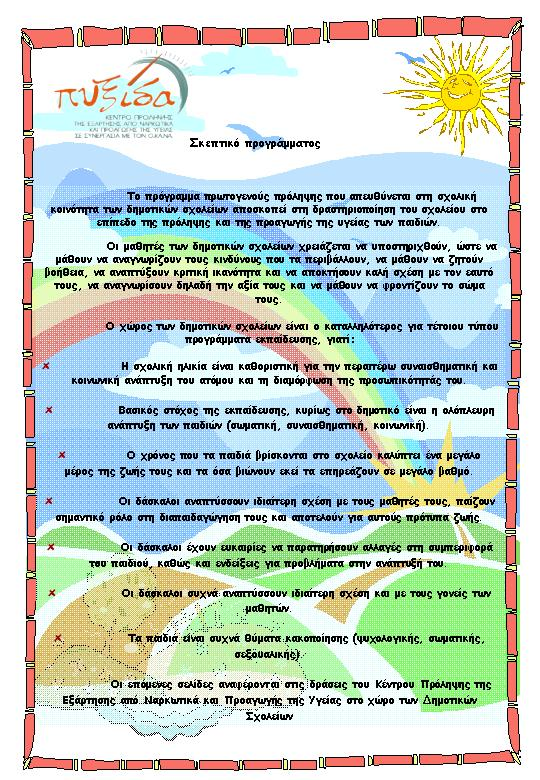 πυξίδα
ΚΕΝΤΡΟ ΠΡΟΛΗΨΗΣ
ΤΗΣ ΕΞΑΡΤΗΣΗΣ ΑΠΟ ΝΑΡΚΩΤΙΚΑ
ΚΑΙ ΠΡΟΑΓΩΓΗΣ ΤΗΣ ΥΓΕΙΑΣ
ΣΕ ΣΥΝΕΡΓΑΣΙΑ ΜΕ ΤΟΝ Ο.ΚΑ.ΝΑ.
Σκεπτικό προγράμματος
Το πρόγραμμα πρωτογενούς πρόληψης που απευθύνεται στη σχολική
κοινότητα των δημοτικών σχολείων αποσκοπεί στη δραστηριοποίηση του σχολείου στο
επίπεδο της πρόληψης και της προαγωγής της υγείας των παιδιών.
Οι μαθητές των δημοτικών σχολείων χρειάζεται να υποστηριχθούν, ώστε να
μάθουν να αναγνωρίζουν τους κινδύνους που τα περιβάλλουν, να μάθουν να ζητούν
βοήθεια, να αναπτύξουν κριτική ικανότητα και να αποκτήσουν καλή σχέση με τον εαυτό
τους, να αναγνωρίσουν δηλαδή την αξία τους και να μάθουν να φροντίζουν το σώμα
τους.
Ο χώρος των δημοτικών σχολείων είναι ο καταλληλότερος για τέτοιου τύπου
προγράμματα εκπαίδευσης, γιατί:
Η σχολική ηλικία είναι καθοριστική για την περαιτέρω συναισθηματική και
κοινωνική ανάπτυξη του ατόμου και τη διαμόρφωση της προσωπικότητάς του.
Βασικός στόχος της εκπαίδευσης, κυρίως στο δημοτικό είναι η ολόπλευρη
ανάπτυξη των παιδιών (σωματική, συναισθηματική, κοινωνική).
Ο χρόνος που τα παιδιά βρίσκονται στο σχολείο καλύπτει ένα μεγάλο
μέρος της ζωής τους και τα όσα βιώνουν εκεί τα επηρεάζουν σε μεγάλο βαθμό.
Οι δάσκαλοι αναπτύσσουν ιδιαίτερη σχέση με τους μαθητές τους, παίζουν
σημαντικό ρόλο στη διαπαιδαγώγηση τους και αποτελούν για αυτούς πρότυπα ζωής.
Οι δάσκαλοι έχουν ευκαιρίες να παρατηρήσουν αλλαγές στη συμπεριφορά
του παιδιού, καθώς και ενδείξεις για προβλήματα στην ανάπτυξή του.
Οι δάσκαλοι συχνά αναπτύσσουν ιδιαίτερη σχέση και με τους γονείς των
μαθητών.
Τα παιδιά είναι συχνά θύματα κακοποίησης (ψυχολογικής, σωματικής,
σεξουαλικής).
Οι επόμενες σελίδες αναφέρονται στις δράσεις του Κέντρου Πρόληψης της
Εξάρτησης από Ναρκωτικά και Προαγωγής της Υγείας στο χώρο των Δημοτικών
Σχολείων